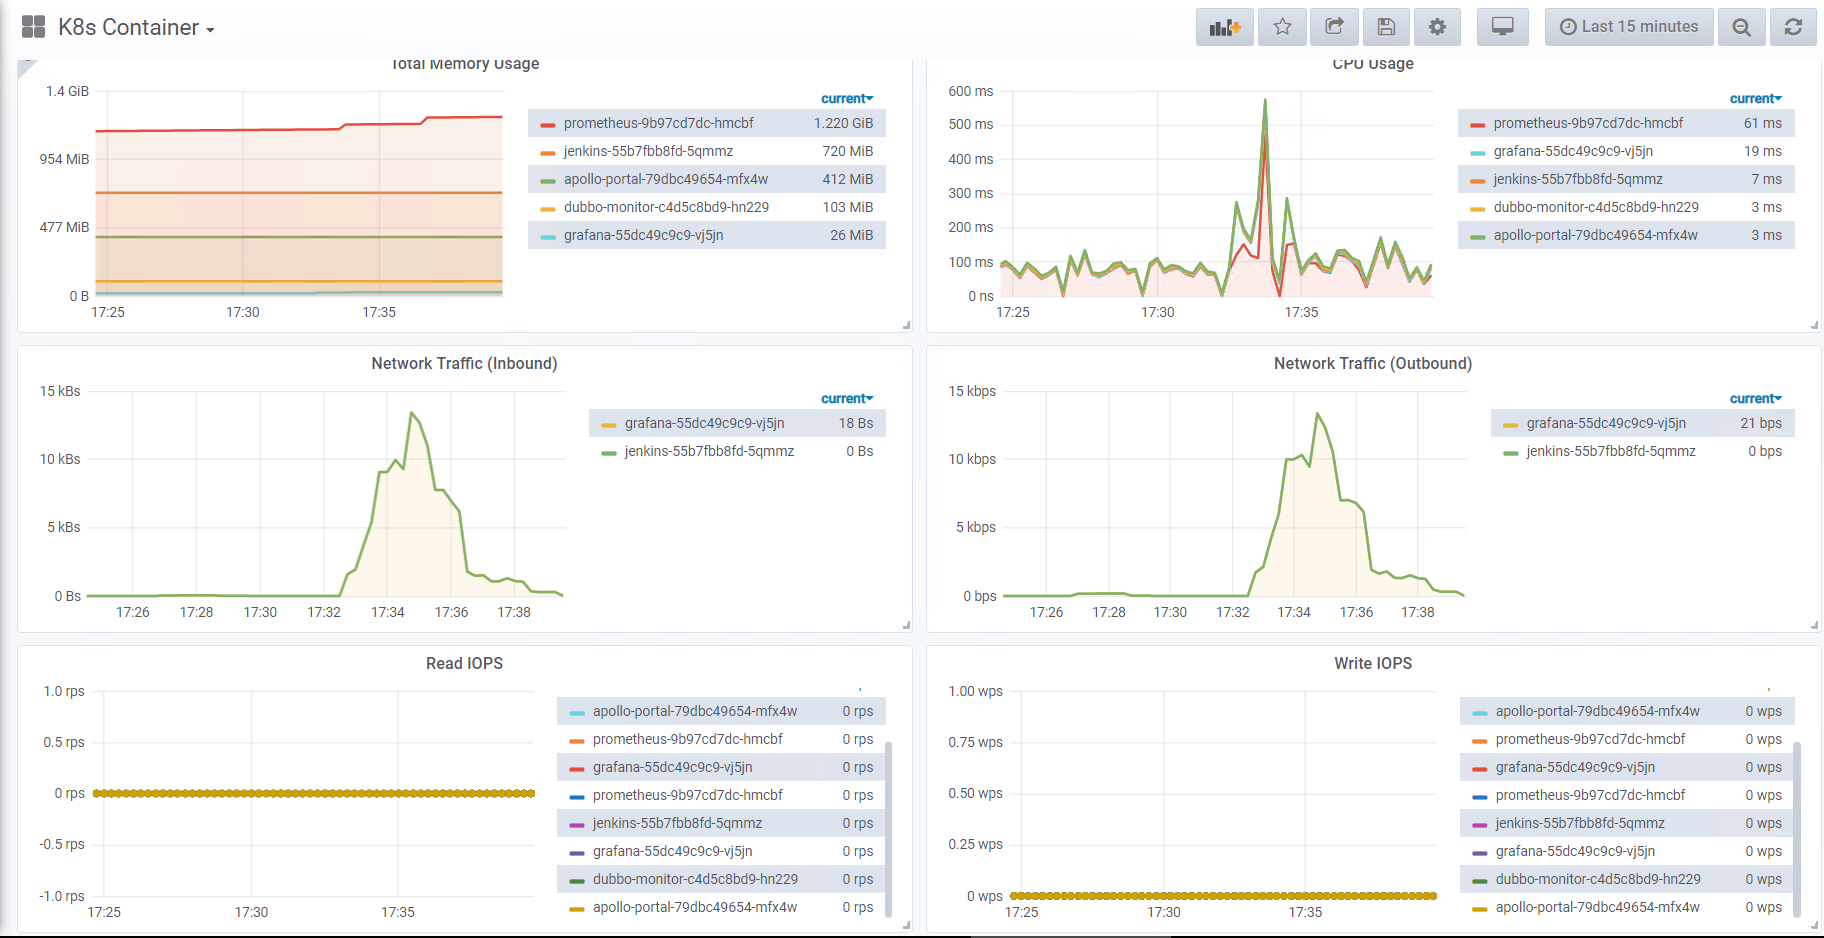 K8s Container
Last 15 minutes
Total Memory Usage
1.4 GiB
954 MiB
477 MiB
0 B
17:25
17:30
17:35
current
prometheus-9b97cd7dc-hmcbf 1.220 GiB
jenkins-55b7fbb8fd-5qmmz 720 MiB
apollo-portal-79dbc49654-mfx4w 412 MiB
dubbo-monitor-c4d5c8bd9-hn229 103 MiB
grafana-55dc49c9c9-vj5jn 26 MiB
CPU Usage
600 ms
500 ms
400 ms
300 ms
200 ms
100 ms
0 ns
17:25
17:30
17:35
current
prometheus-9b97cd7dc-hmcbf 61 ms
grafana-55dc49c9c9-vj5jn 19 ms
jenkins-55b7fbb8fd-5qmmz 7 ms
dubbo-monitor-c4d5c8bd9-hn229 3 ms
apollo-portal-79dbc49654-mfx4w 3 ms
Network Traffic (Inbound)
15 kBs
10 kBs
5 kBs
0 Bs
17:26
17:28
17:30
17:32
17:34
17:36
17:38
current
grafana-55dc49c9c9-vj5jn 18 Bs
jenkins-55b7fbb8fd-5qmmz 0 Bs
Network Traffic (Outbound)
15 kbps
10 kbps
5 kbps
0 bps
17:26
17:28
17:30
17:32
17:34
17:36
17:38
current
grafana-55dc49c9c9-vj5jn 21 bps
jenkins-55b7fbb8fd-5qmmz 0 bps
Read IOPS
1.0 rps
0.5 rps
0 rps
-0.5 rps
-1.0 rps
17:25
17:30
17:35
apollo-portal-79dbc49654-mfx4w 0 rps
prometheus-9b97cd7dc-hmcbf 0 rps
grafana-55dc49c9c9-vj5jn 0 rps
prometheus-9b97cd7dc-hmcbf 0 rps
jenkins-55b7fbb8fd-5qmmz 0 rps
grafana-55dc49c9c9-vj5jn 0 rps
dubbo-monitor-c4d5c8bd9-hn229 0 rps
apollo-portal-79dbc49654-mfx4w 0 rps
Write IOPS
1.00 wps
0.75 wps
0.50 wps
0.25 wps
0 wps
17:25
17:30
17:35
apollo-portal-79dbc49654-mfx4w 0 wps
prometheus-9b97cd7dc-hmcbf 0 wps
grafana-55dc49c9c9-vj5jn 0 wps
prometheus-9b97cd7dc-hmcbf 0 wps
jenkins-55b7fbb8fd-5qmmz 0 wps
grafana-55dc49c9c9-vj5jn 0 wps
dubbo-monitor-c4d5c8bd9-hn229 0 wps
apollo-portal-79dbc49654-mfx4w 0 wps